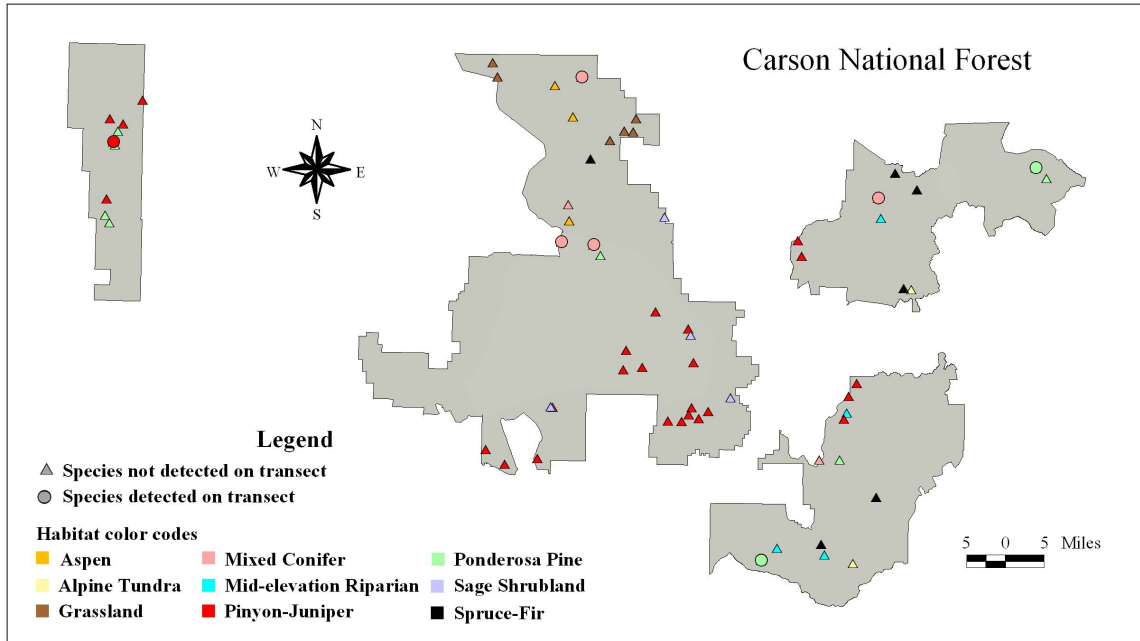 Carson National Forest
N
W E
S
Legend
Species not detected on transect
Species detected on transect
Habitat color codes
Aspen
Alpine Tundra
Grassland
Mixed Conifer
Mid-elevation Riparian
Pinyon-Juniper
Ponderosa Pine
Sage Shrubland
Spruce-Fir
5 0 5 Miles